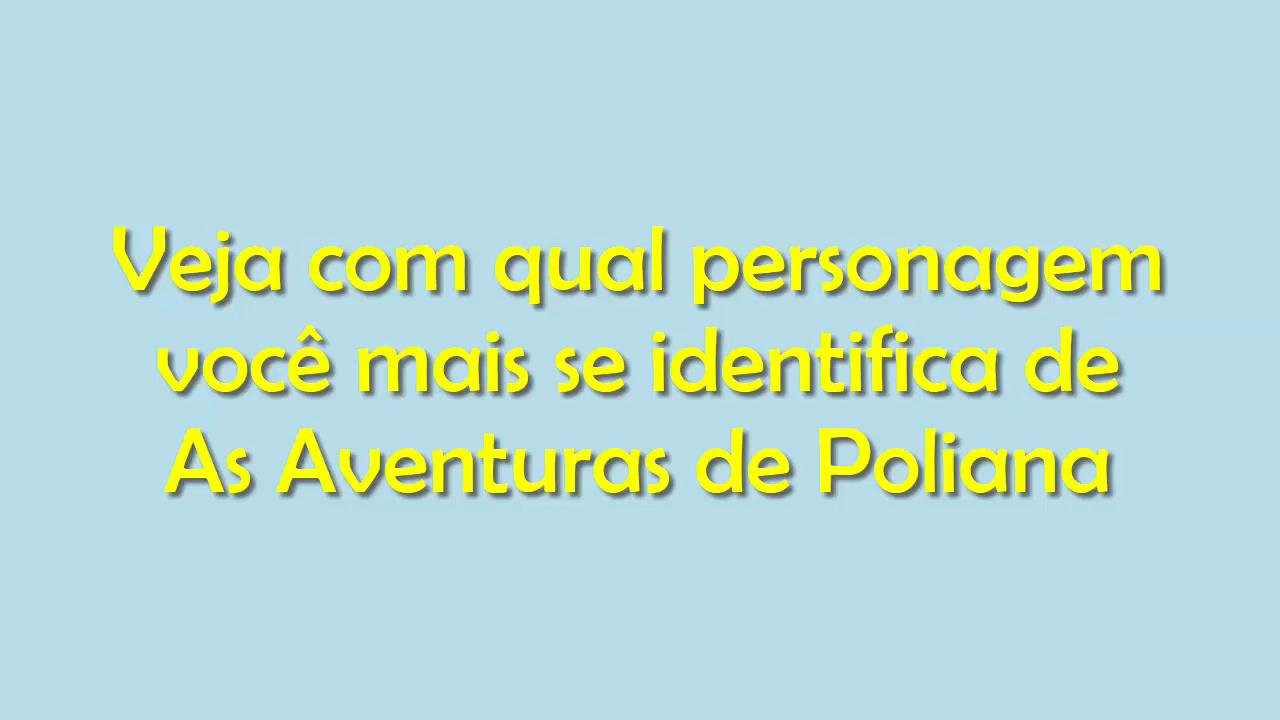 Veja com qual personagem
você mais se identifica de
As Aventuras de Poliana